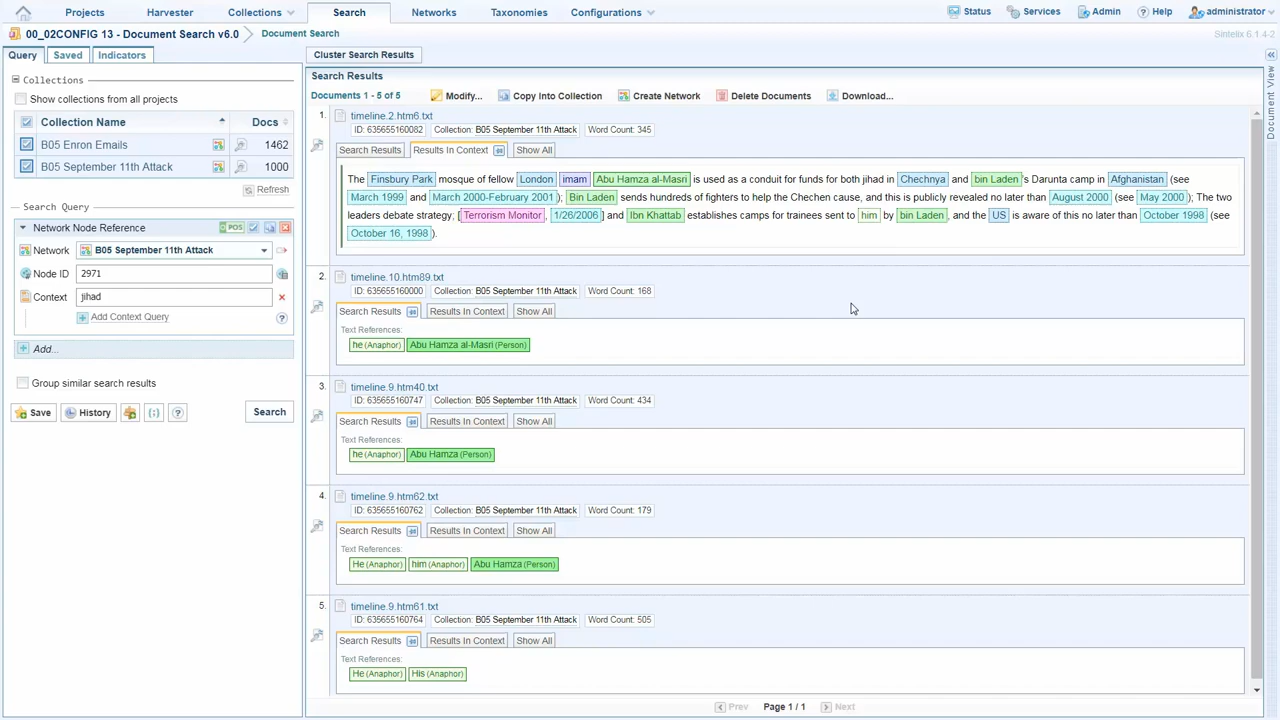 Projects Harvester Collections Search Networks Taxonomies Configurations Status Services Admin Help administrator
00_02CONFIG 13 - Document Search v6.0 Document Search Sintelix 6.1.4-2
Query Saved Indicators
Collections
Show collections from all projects
Collection Name Docs
B05 Enron Emails 1462
B05 September 11th Attack 1000
Refresh
Search Query
Network Node Reference POS
Network B05 September 11th Attack
Node ID 2971
Context jihad
Add Context Query
Add...
Group similar search results
Save History Search
Cluster Search Results
Search Results
Documents 1 - 5 of 5 Modify... Copy Into Collection Create Network Delete Documents Download...
1. timeline.2.htm6.txt
ID: 635655160082 Collection: B05 September 11th Attack Word Count: 345
Search Results Results In Context Show All
The Finsbury Park mosque of fellow London imam Abu Hamza al-Masri is used as a conduit for funds for both jihad in Chechnya and bin Laden's Darunta camp in Afghanistan (see
March 1999 and March 2000-February 2001); Bin Laden sends hundreds of fighters to help the Chechen cause, and this is publicly revealed no later than August 2000 (see May 2000); The two
leaders debate strategy; [Terrorism Monitor, 1/26/2006] and Ibn Khattab establishes camps for trainees sent to him by bin Laden, and the US is aware of this no later than October 1998 (see
October 16, 1998).
2. timeline.10.htm89.txt
ID: 635655160000 Collection: B05 September 11th Attack Word Count: 168
Search Results Results In Context Show All
Text References:
he (Anaphor) Abu Hamza al-Masri (Person)
3. timeline.9.htm40.txt
ID: 635655160747 Collection: B05 September 11th Attack Word Count: 434
Search Results Results In Context Show All
Text References:
he (Anaphor) Abu Hamza (Person)
4. timeline.9.htm62.txt
ID: 635655160762 Collection: B05 September 11th Attack Word Count: 179
Search Results Results In Context Show All
Text References:
He (Anaphor) him (Anaphor) Abu Hamza (Person)
5. timeline.9.htm61.txt
ID: 635655160764 Collection: B05 September 11th Attack Word Count: 505
Search Results Results In Context Show All
Text References:
He (Anaphor) His (Anaphor)
Prev Page 1 / 1 Next
Document View